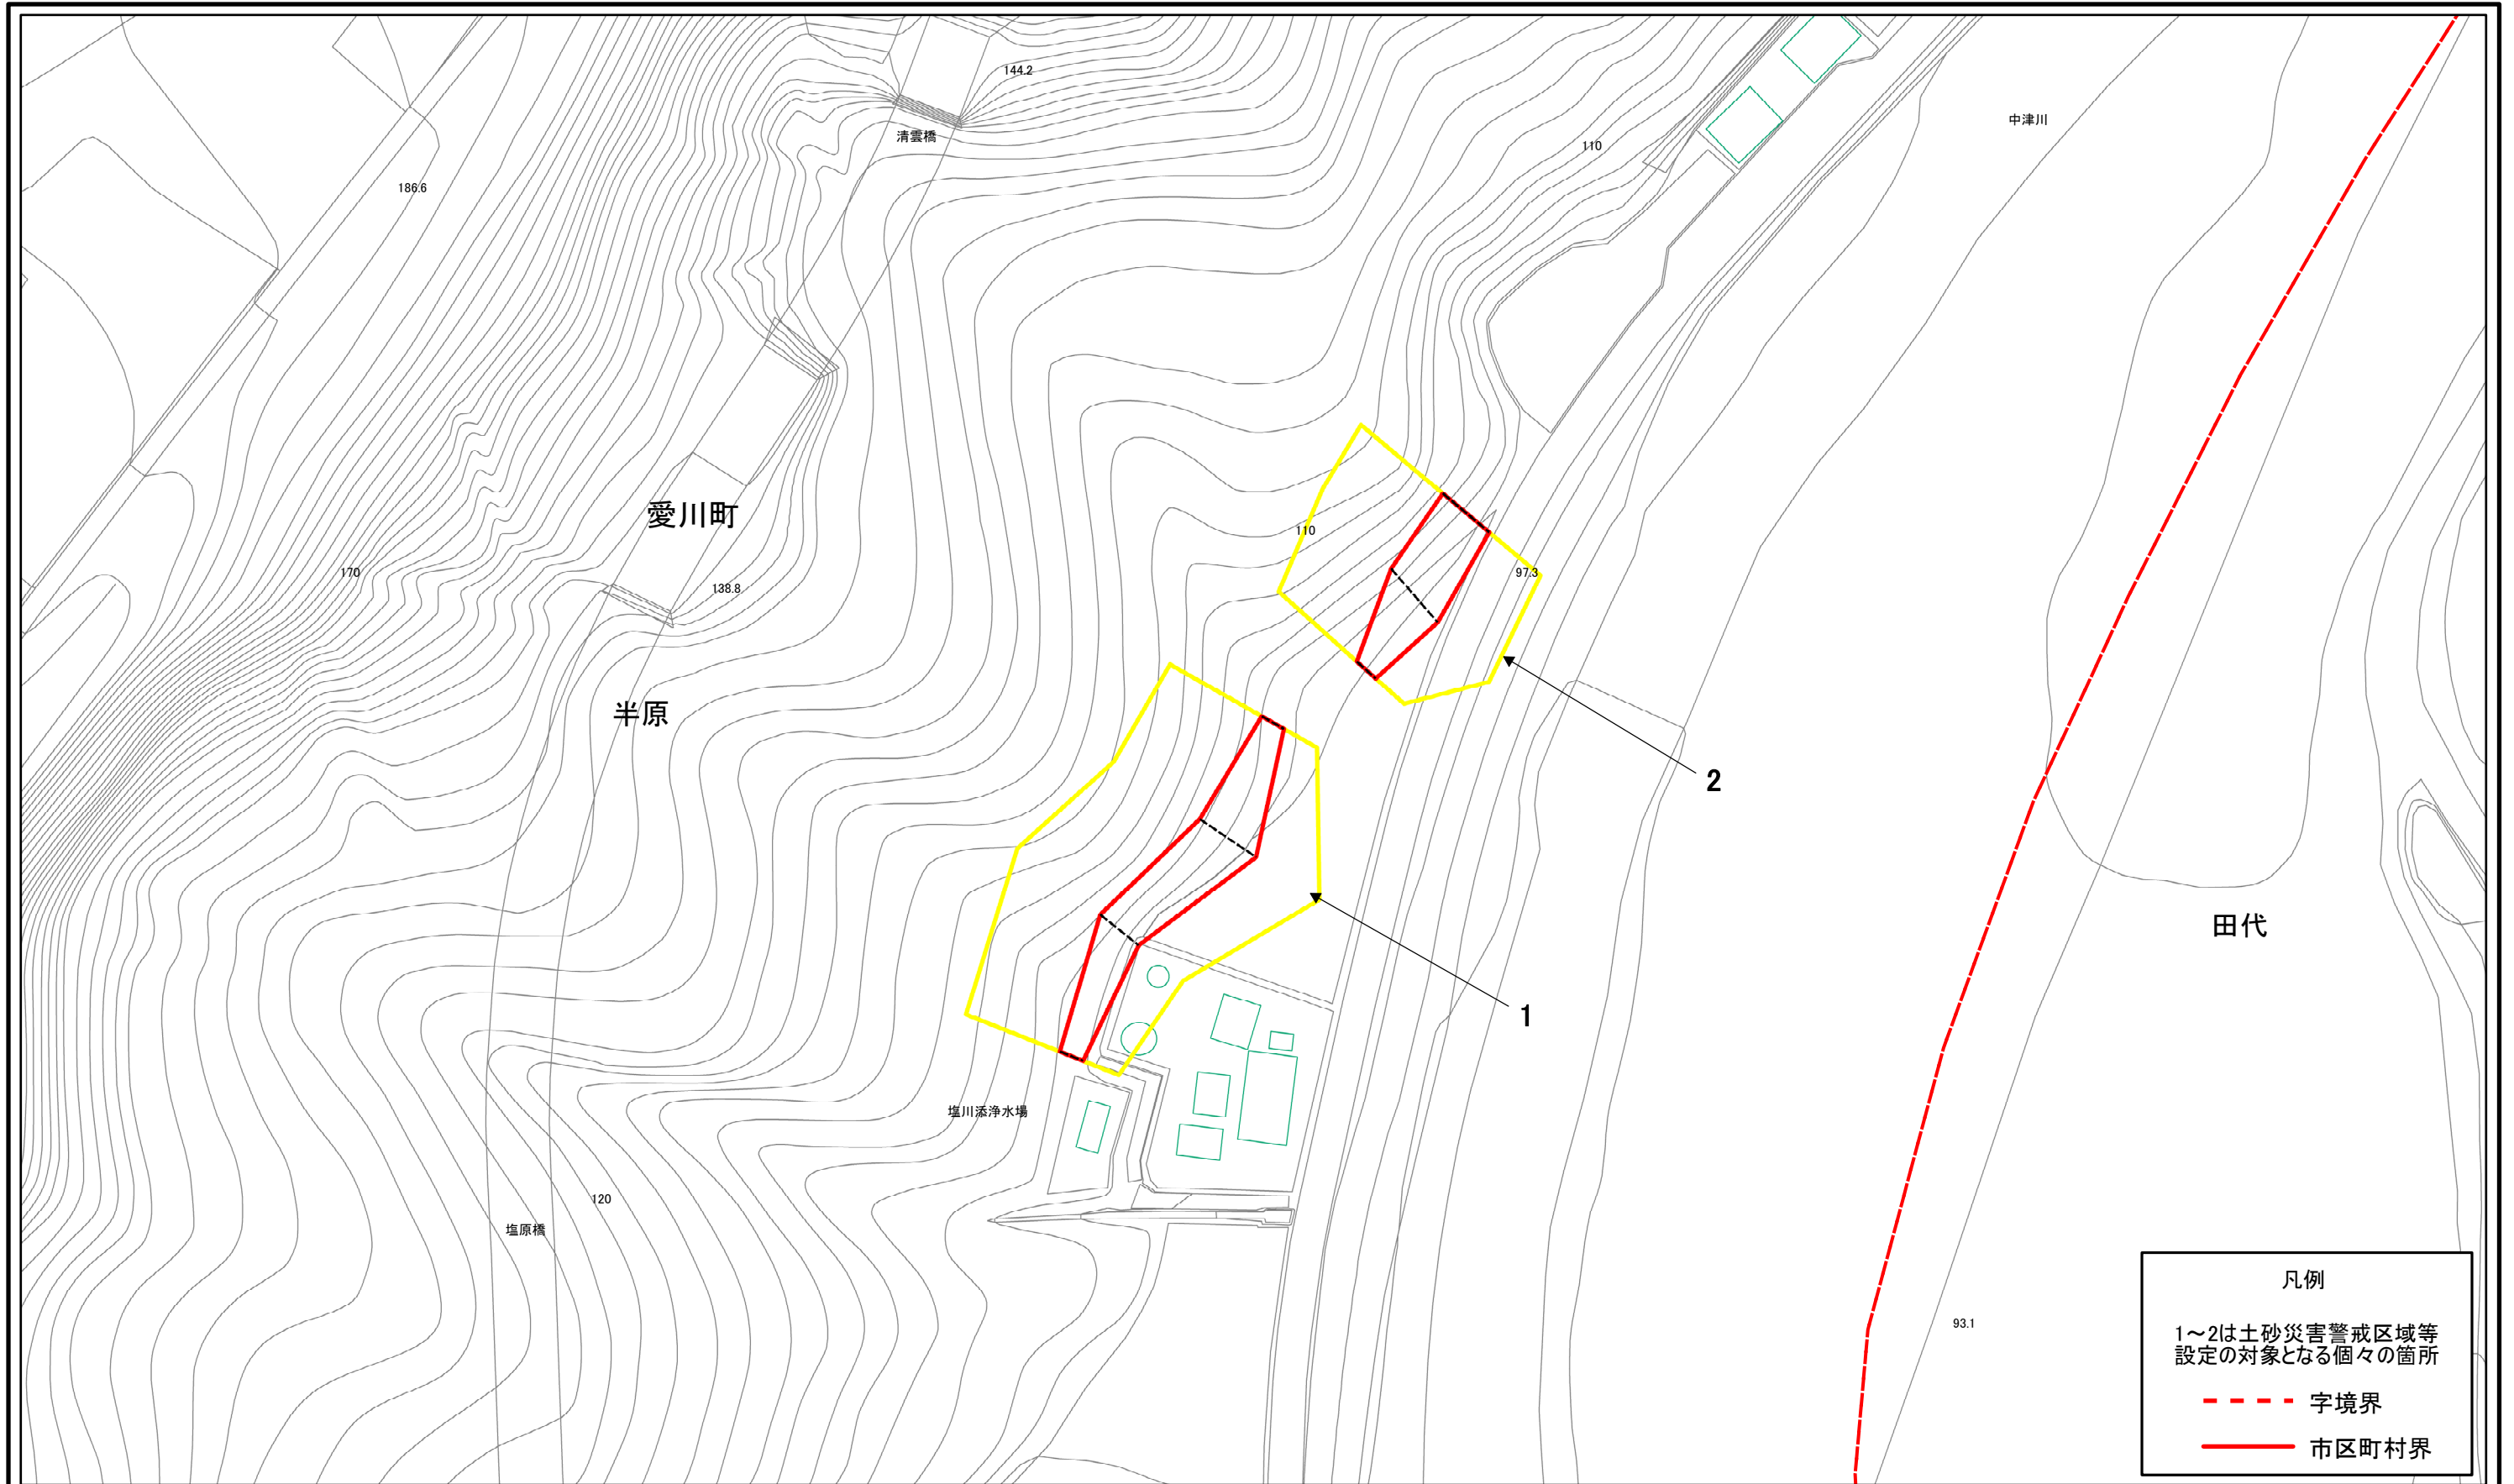 144.2
中津川
清雲橋
110
186.6
愛川町
110
170
97.3
138.8
半原
2
田代
1
塩川添浄水場
120
塩原橋
凡例
93.1
1～2は土砂災害警戒区域等
設定の対象となる個々の箇所
字境界
市区町村界